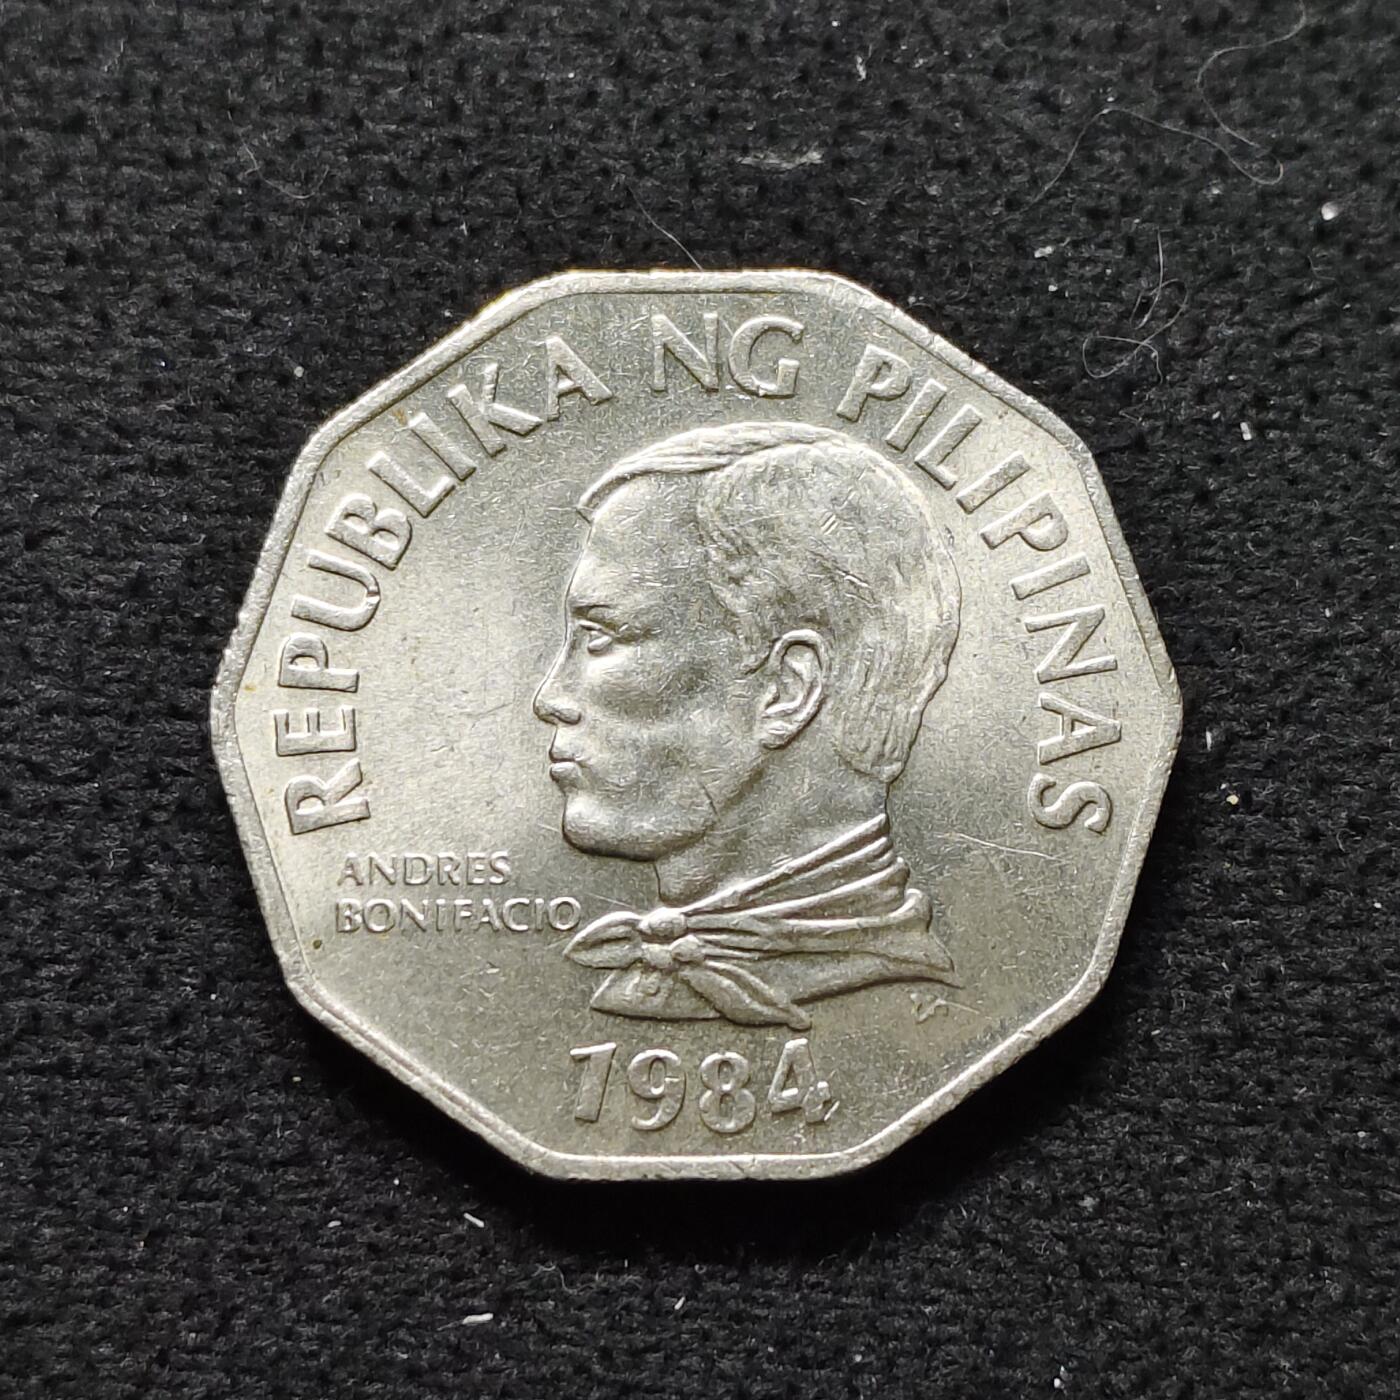 REPUBLIKA NG PILIPINAS
ANDRES
BONIFACIO
1984